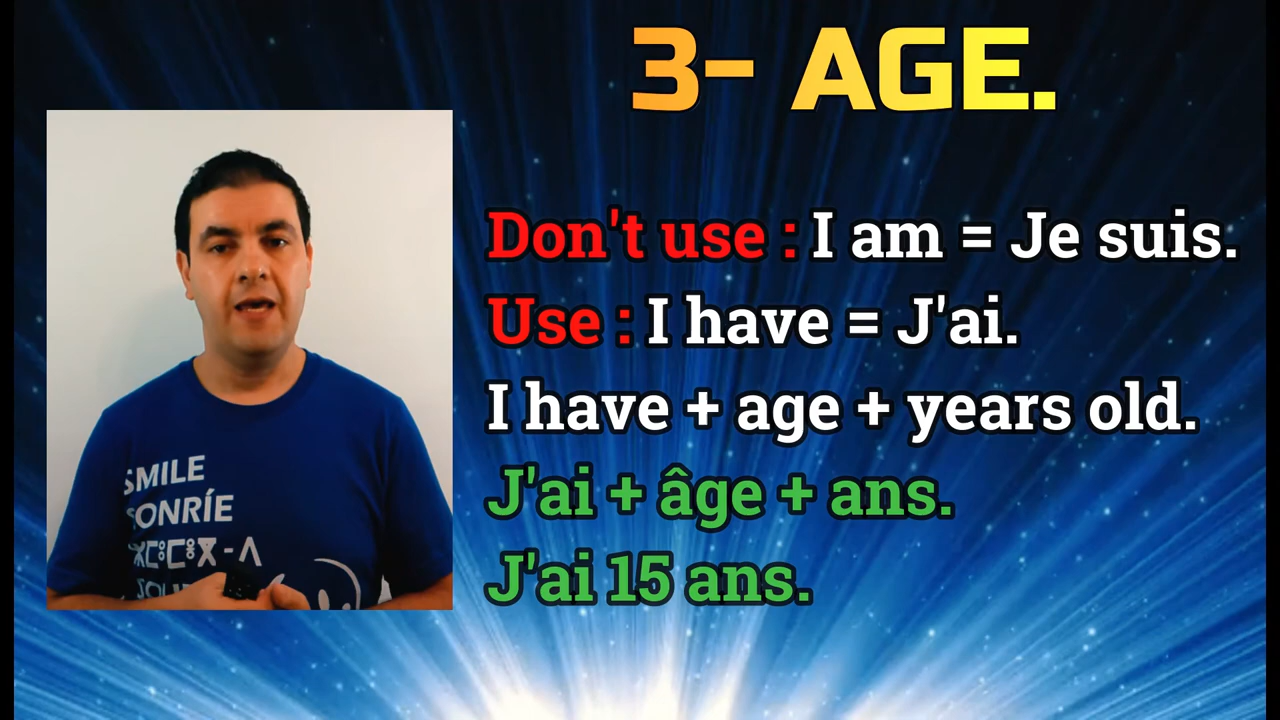 3- AGE.
Don't use : I am = Je suis.
Use : I have = J'ai.
I have + age + years old.
J'ai + âge + ans.
J'ai 15 ans.
SMILE
SONRÍE